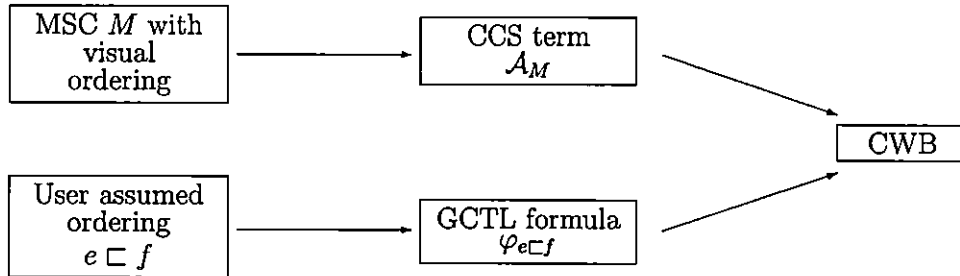 MSC M with
visual
ordering
CCS term
𝒜_M
CWB
User assumed
ordering
e ⊏ f
GCTL formula
φ_{e⊏f}